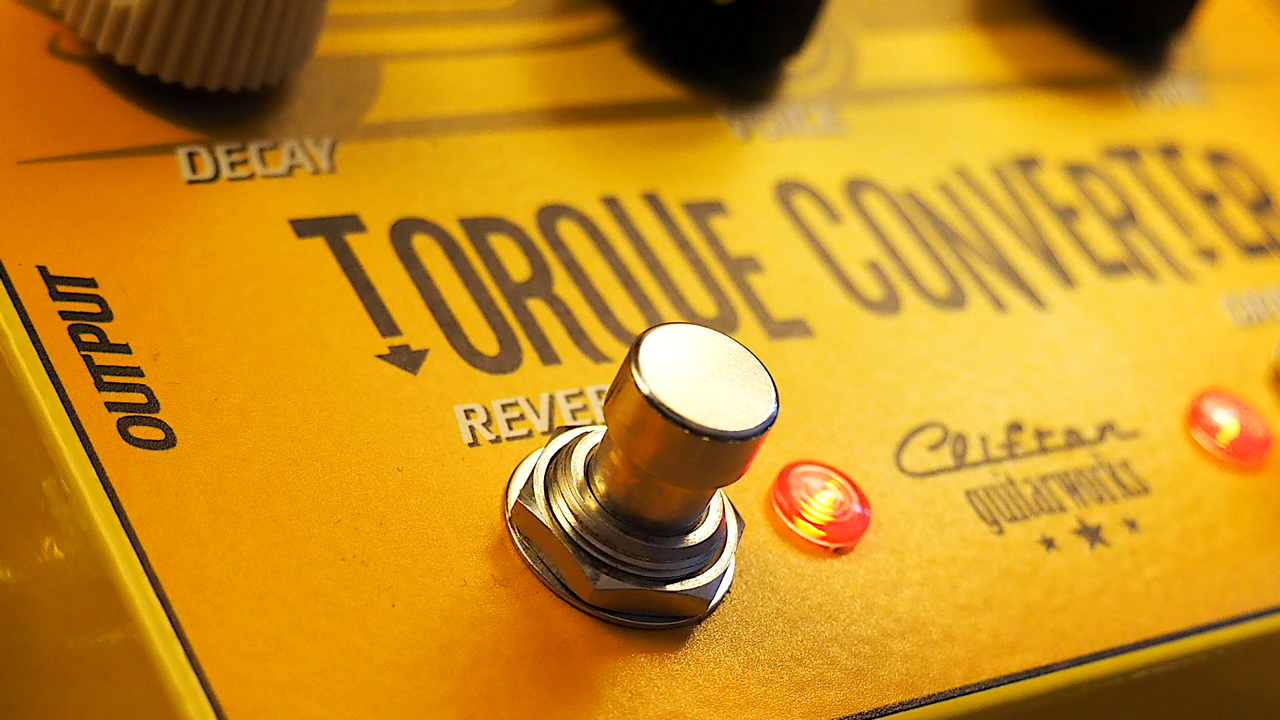 DECAY
TORQUE CONVERTER
OUTPUT
REVER
Clifton
guitarworks